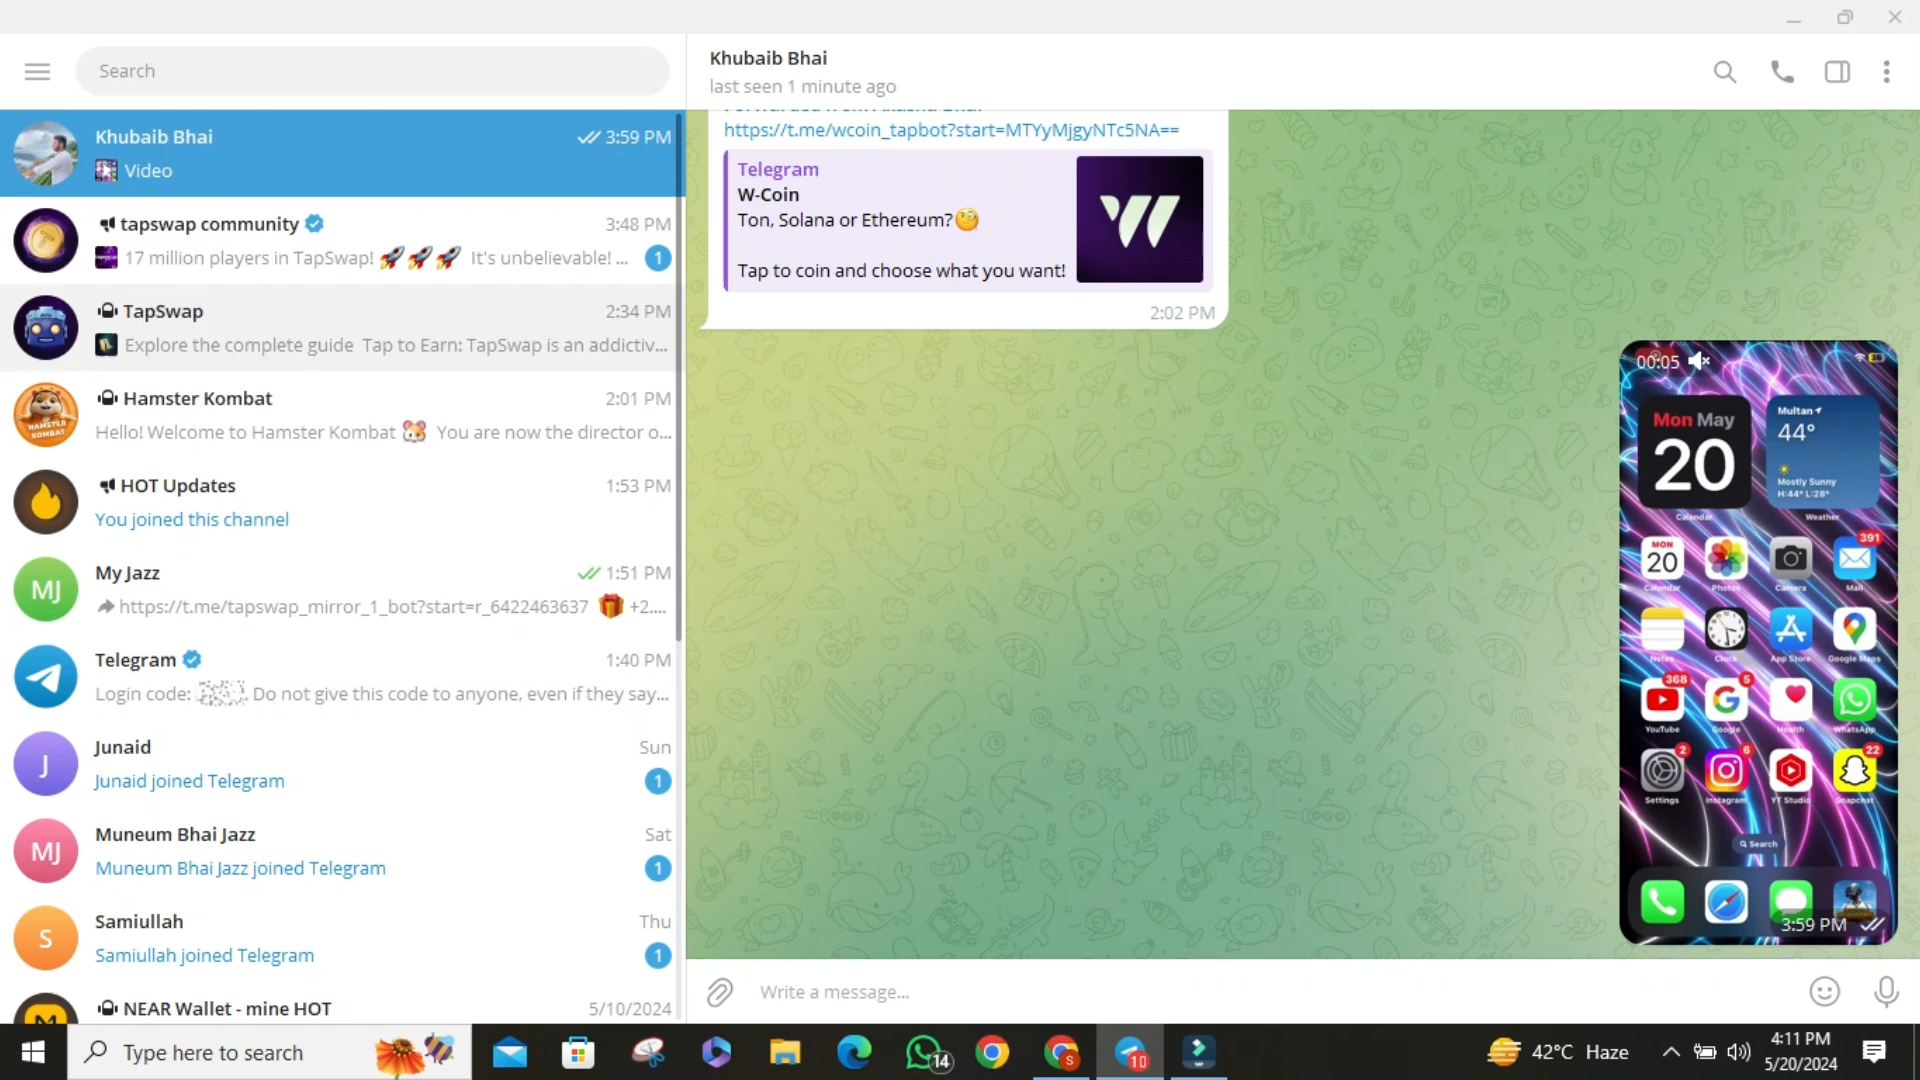 Search
Khubaib Bhai
3:59 PM
Video
tapswap community
3:48 PM
17 million players in TapSwap! 🚀🚀🚀 It's unbelievable! ...
1
TapSwap
2:34 PM
Explore the complete guide Tap to Earn: TapSwap is an addictiv...
Hamster Kombat
2:01 PM
Hello! Welcome to Hamster Kombat 🐹 You are now the director o...
HAMSTER
KOMBAT
HOT Updates
1:53 PM
You joined this channel
MJ
My Jazz
1:51 PM
https://t.me/tapswap_mirror_1_bot?start=r_6422463637 🎁 +2....
Telegram
1:40 PM
Login code: Do not give this code to anyone, even if they say...
J
Junaid
Sun
Junaid joined Telegram
1
MJ
Muneum Bhai Jazz
Sat
Muneum Bhai Jazz joined Telegram
1
S
Samiullah
Thu
Samiullah joined Telegram
1
NEAR Wallet - mine HOT
5/10/2024
Khubaib Bhai
last seen 1 minute ago
https://t.me/wcoin_tapbot?start=MTYyMjgyNTc5NA==
Telegram
W-Coin
Ton, Solana or Ethereum?🧐
Tap to coin and choose what you want!
W
2:02 PM
00:05
Mon May
20
Calendar
Multan
44°
Mostly Sunny
H:44° L:28°
Weather
MON
20
391
Calendar
Photos
Camera
Mail
Notes
Clock
App Store
Google Maps
368
5
YouTube
Google
Health
WhatsApp
2
6
22
Settings
Instagram
YT Studio
Snapchat
Search
3:59 PM
Write a message...
Type here to search
14
S
10
42°C Haze
4:11 PM
5/20/2024